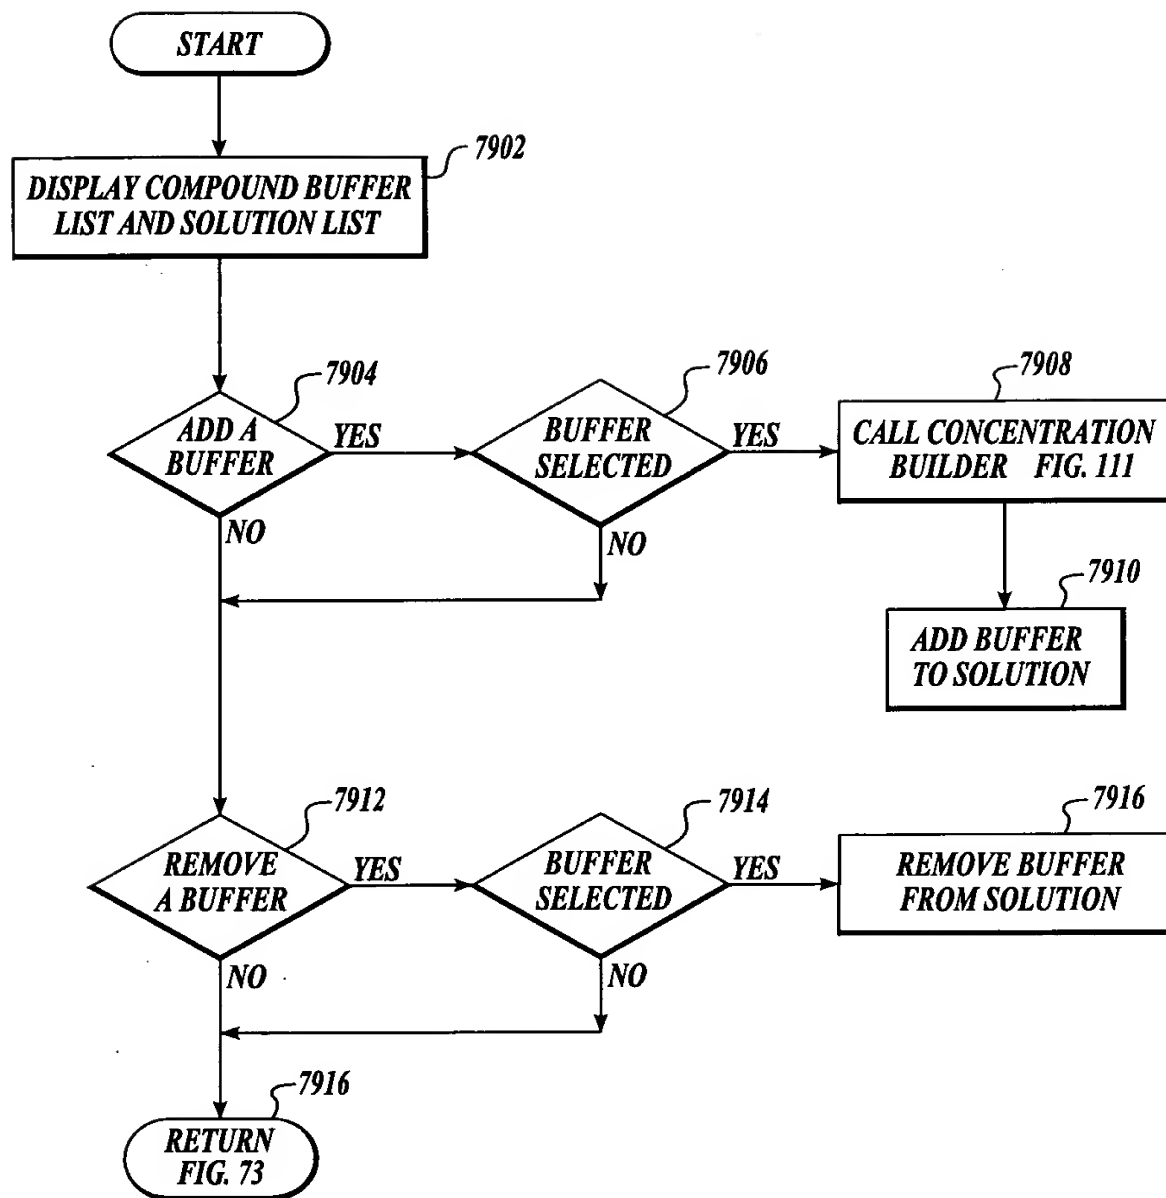 START
7902
DISPLAY COMPOUND BUFFER
LIST AND SOLUTION LIST
7904
ADD A
BUFFER
YES
NO
7906
BUFFER
SELECTED
YES
NO
7908
CALL CONCENTRATION
BUILDER FIG. 111
7910
ADD BUFFER
TO SOLUTION
7912
REMOVE
A BUFFER
YES
NO
7914
BUFFER
SELECTED
YES
NO
7916
REMOVE BUFFER
FROM SOLUTION
7916
RETURN
FIG. 73